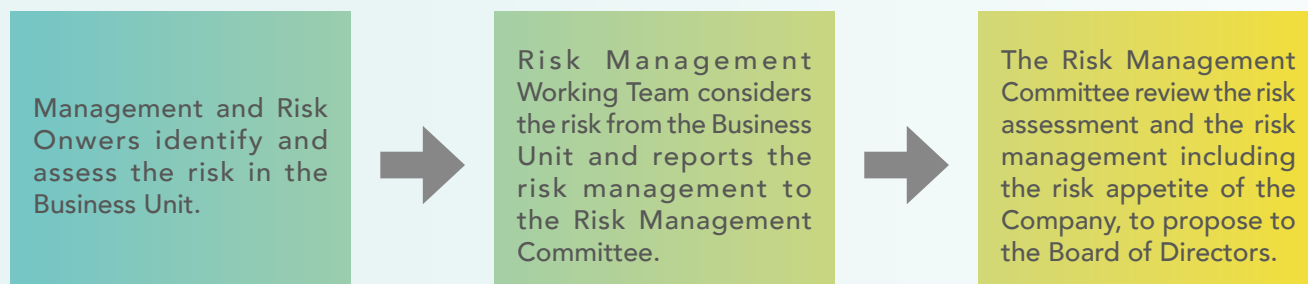 Management and Risk
Onwers identify and
assess the risk in the
Business Unit.
Risk Management
Working Team considers
the risk from the Business
Unit and reports the
risk management to
the Risk Management
Committee.
The Risk Management
Committee review the risk
assessment and the risk
management including
the risk appetite of the
Company, to propose to
the Board of Directors.